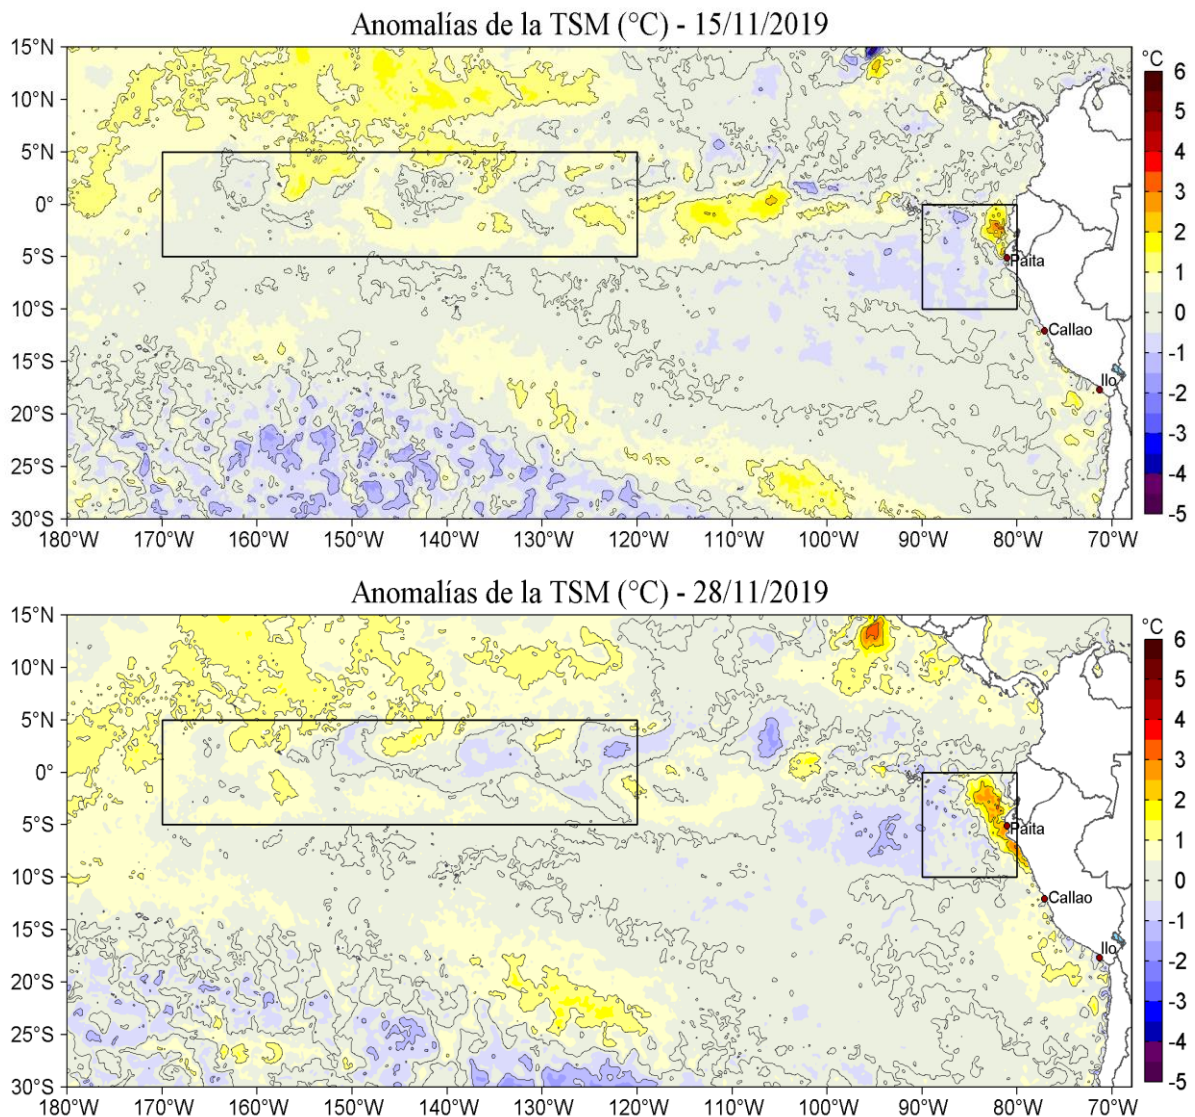 Anomalías de la TSM (°C) - 15/11/2019
°C
15°N
10°N
5°N
0°
5°S
10°S
15°S
20°S
25°S
30°S
180°W 170°W 160°W 150°W 140°W 130°W 120°W 110°W 100°W 90°W 80°W 70°W
Paita
Callao
Ilo
6
5
4
3
2
1
0
-1
-2
-3
-4
-5
Anomalías de la TSM (°C) - 28/11/2019
°C
15°N
10°N
5°N
0°
5°S
10°S
15°S
20°S
25°S
30°S
180°W 170°W 160°W 150°W 140°W 130°W 120°W 110°W 100°W 90°W 80°W 70°W
Paita
Callao
Ilo
6
5
4
3
2
1
0
-1
-2
-3
-4
-5